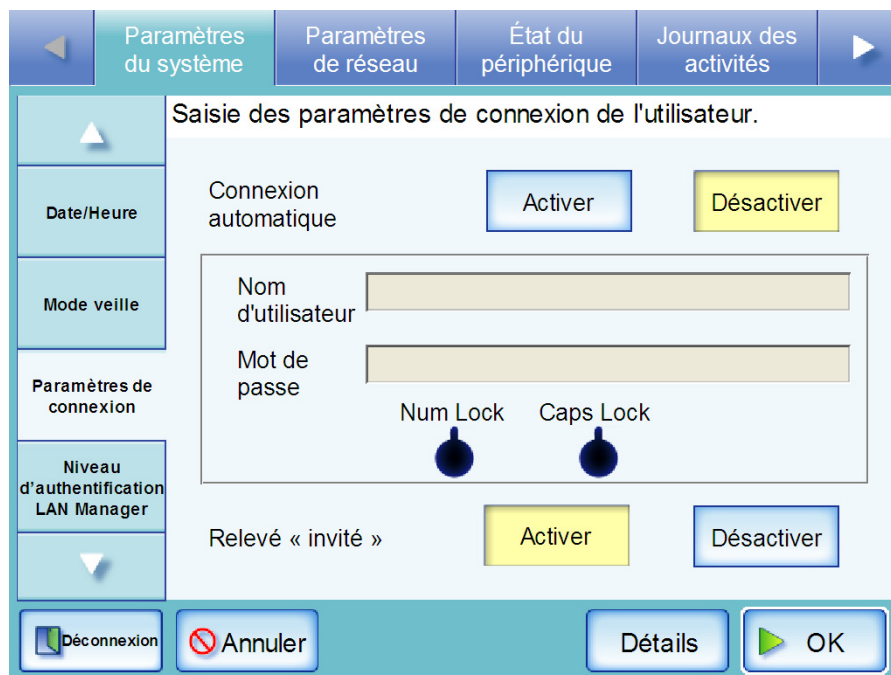 Paramètres
du système
Paramètres
de réseau
État du
périphérique
Journaux des
activités
Saisie des paramètres de connexion de l'utilisateur.
Date/Heure
Mode veille
Paramètres de
connexion
Niveau
d’authentification
LAN Manager
Connexion
automatique
Activer
Désactiver
Nom
d'utilisateur
Mot de
passe
Num Lock
Caps Lock
Relevé « invité »
Activer
Désactiver
Déconnexion
Annuler
Détails
OK